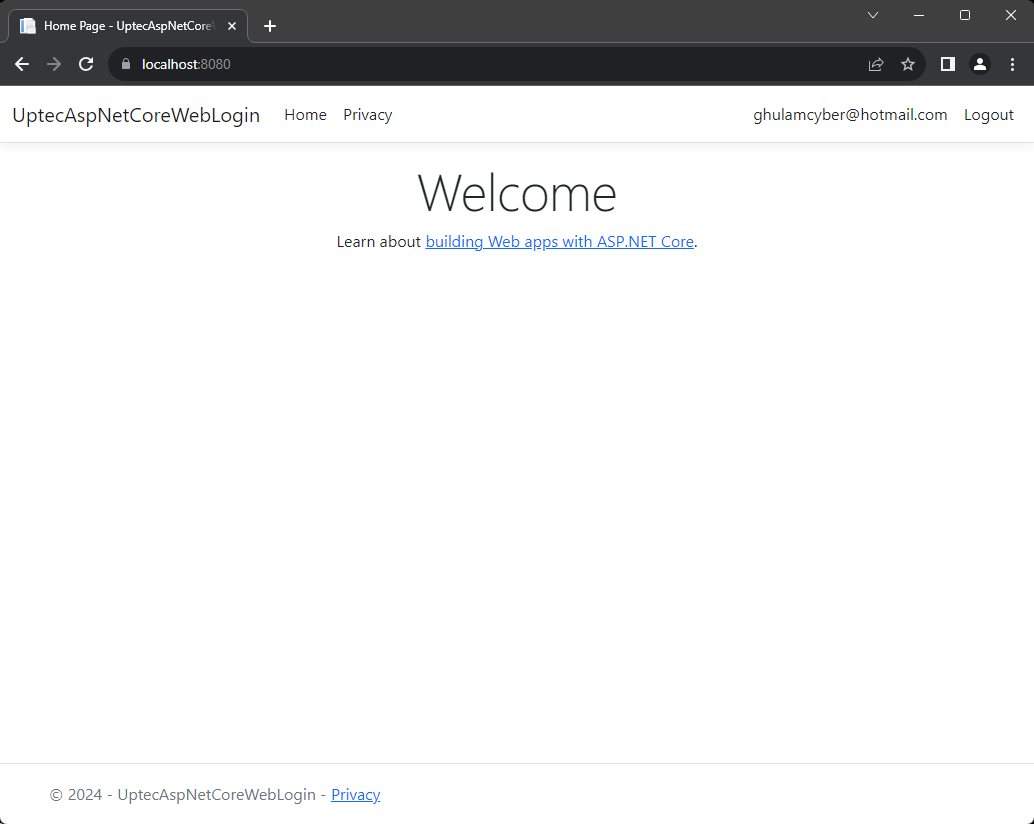 Home Page - UptecAspNetCore
localhost:8080
UptecAspNetCoreWebLogin Home Privacy ghulamcyber@hotmail.com Logout
Welcome
Learn about building Web apps with ASP.NET Core.
© 2024 - UptecAspNetCoreWebLogin - Privacy